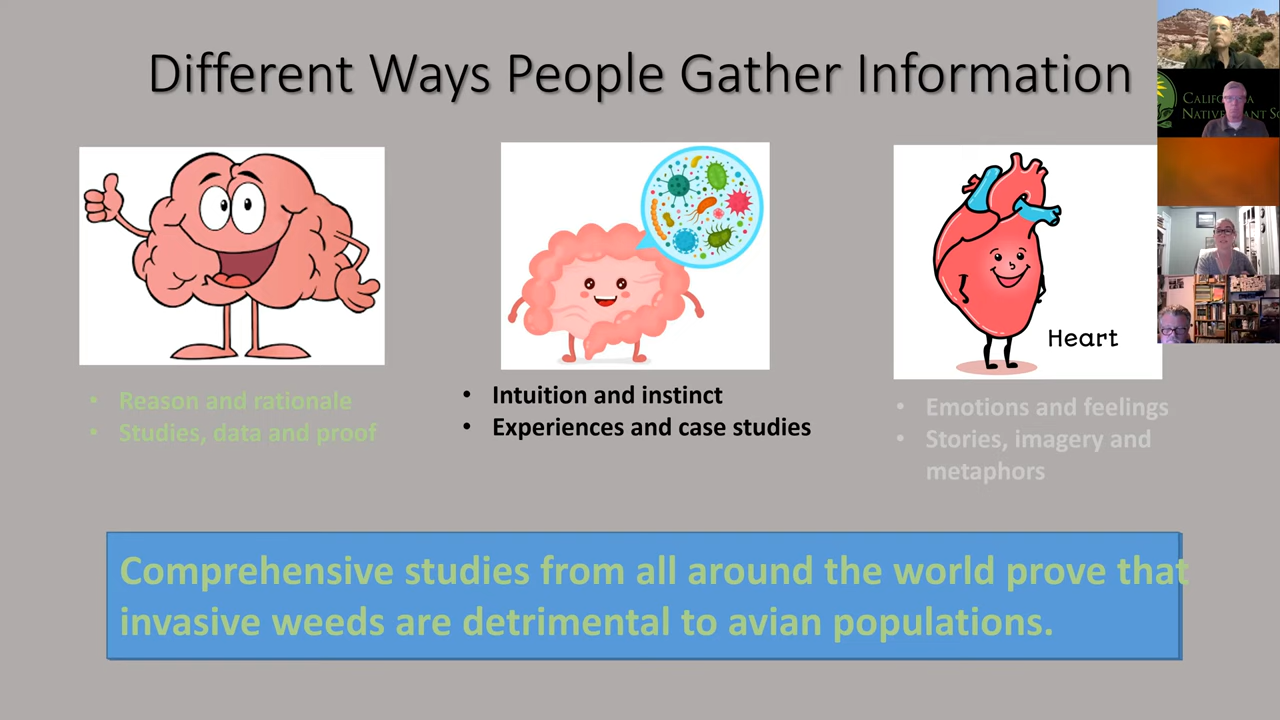 Different Ways People Gather Information
• Reason and rationale
• Studies, data and proof
• Intuition and instinct
• Experiences and case studies
Heart
• Emotions and feelings
• Stories, imagery and
metaphors
Comprehensive studies from all around the world prove that
invasive weeds are detrimental to avian populations.